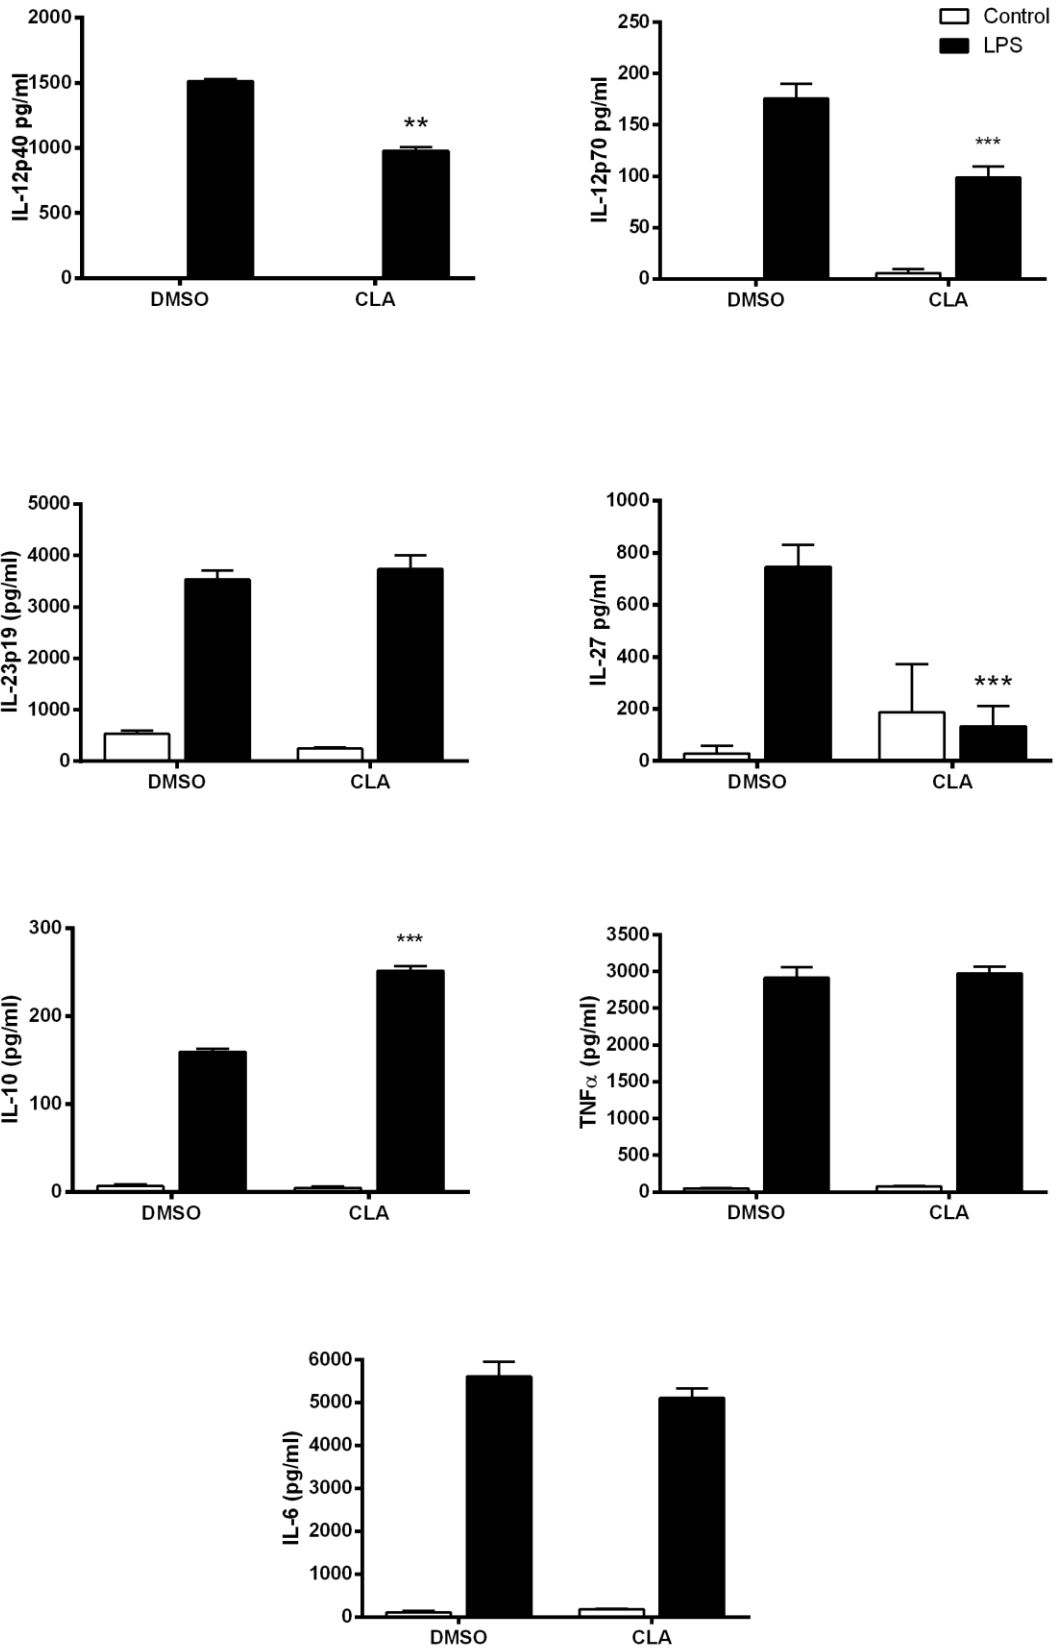 Control
LPS
IL-12p40 pg/ml
2000
1500
1000
500
0
**
DMSO
CLA
IL-12p70 pg/ml
250
200
150
100
50
0
***
DMSO
CLA
IL-23p19 (pg/ml)
5000
4000
3000
2000
1000
0
DMSO
CLA
IL-27 pg/ml
1000
800
600
400
200
0
***
DMSO
CLA
IL-10 (pg/ml)
300
200
100
0
***
DMSO
CLA
TNFα (pg/ml)
3500
3000
2500
2000
1500
1000
500
0
DMSO
CLA
IL-6 (pg/ml)
6000
5000
4000
3000
2000
1000
0
DMSO
CLA